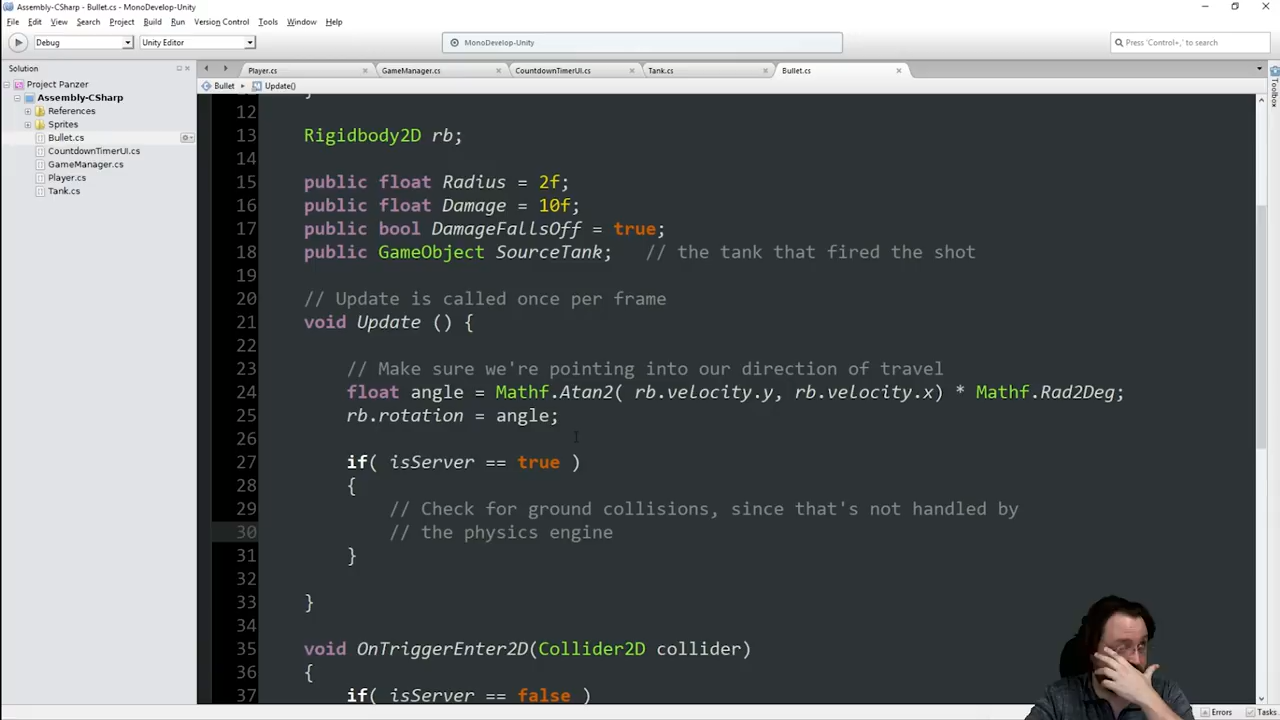 Assembly-CSharp - Bullet.cs - MonoDevelop-Unity
File Edit View Search Project Build Run Version Control Tools Window Help
Debug Unity Editor MonoDevelop-Unity Press 'Control+,' to search
Solution
Project Panzer
Assembly-CSharp
References
Sprites
Bullet.cs
CountdownTimerUI.cs
GameManager.cs
Player.cs
Tank.cs
Player.cs GameManager.cs CountdownTimerUI.cs Tank.cs Bullet.cs
Toolbox
Bullet Update()
12
13 Rigidbody2D rb;
14
15 public float Radius = 2f;
16 public float Damage = 10f;
17 public bool DamageFallsOff = true;
18 public GameObject SourceTank; // the tank that fired the shot
19
20 // Update is called once per frame
21 void Update () {
22
23 // Make sure we're pointing into our direction of travel
24 float angle = Mathf.Atan2( rb.velocity.y, rb.velocity.x) * Mathf.Rad2Deg;
25 rb.rotation = angle;
26
27 if( isServer == true )
28 {
29 // Check for ground collisions, since that's not handled by
30 // the physics engine
31 }
32
33 }
34
35 void OnTriggerEnter2D(Collider2D collider)
36 {
37 if( isServer == false )
Errors Tasks